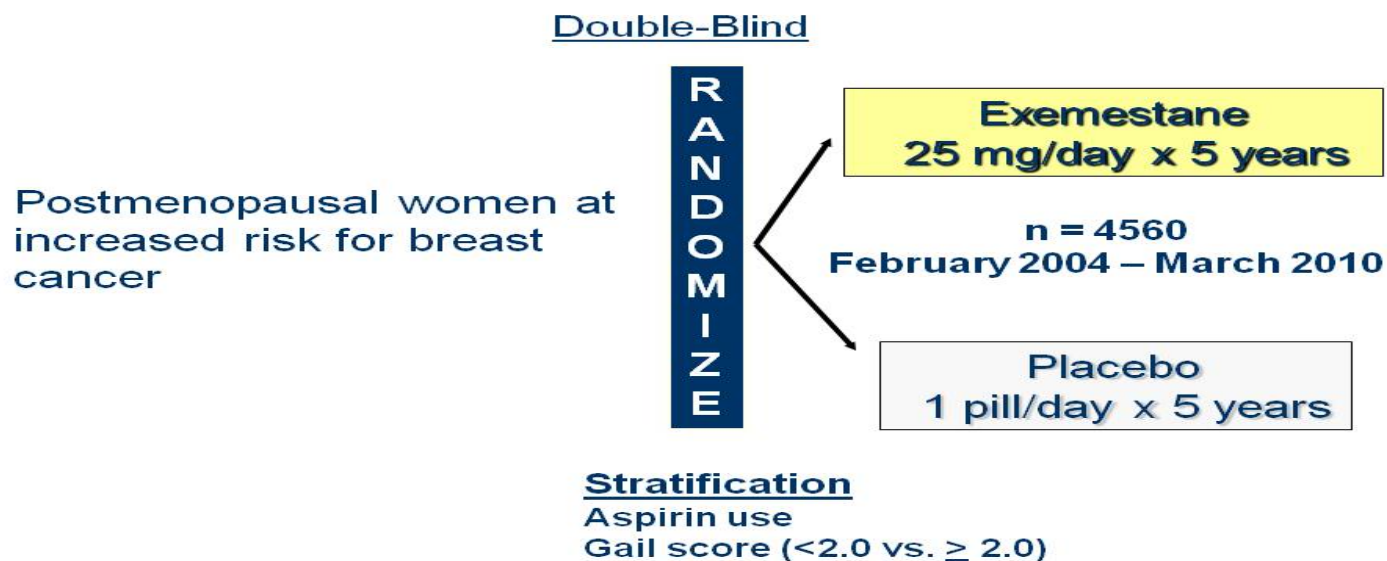 Double-Blind
RANDOMIZE
Postmenopausal women at
increased risk for breast
cancer
Exemestane
25 mg/day x 5 years
n = 4560
February 2004 – March 2010
Placebo
1 pill/day x 5 years
Stratification
Aspirin use
Gail score (<2.0 vs. ≥ 2.0)